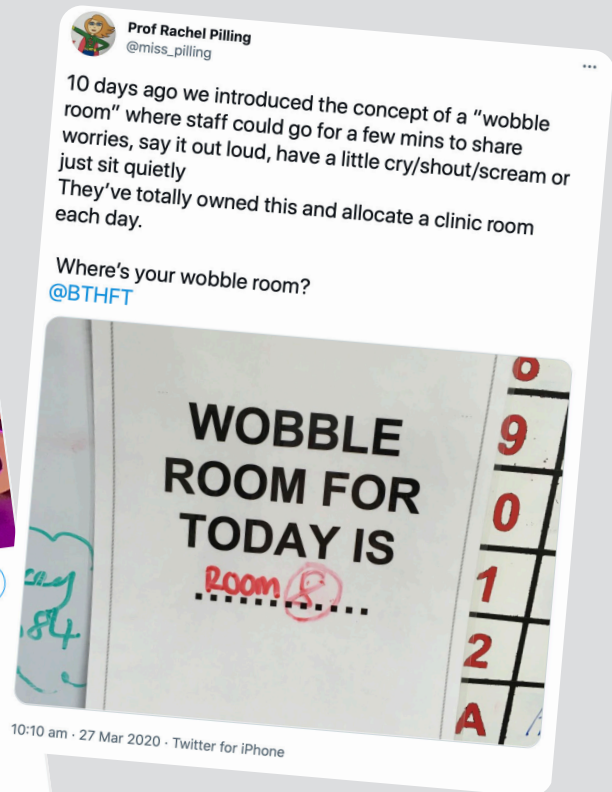 Prof Rachel Pilling
@miss_pilling
10 days ago we introduced the concept of a “wobble
room” where staff could go for a few mins to share
worries, say it out loud, have a little cry/shout/scream or
just sit quietly
They’ve totally owned this and allocate a clinic room
each day.
Where’s your wobble room?
@BTHFT
WOBBLE
ROOM FOR
TODAY IS
Room 8
9
0
1
2
A
.84
10:10 am · 27 Mar 2020 · Twitter for iPhone